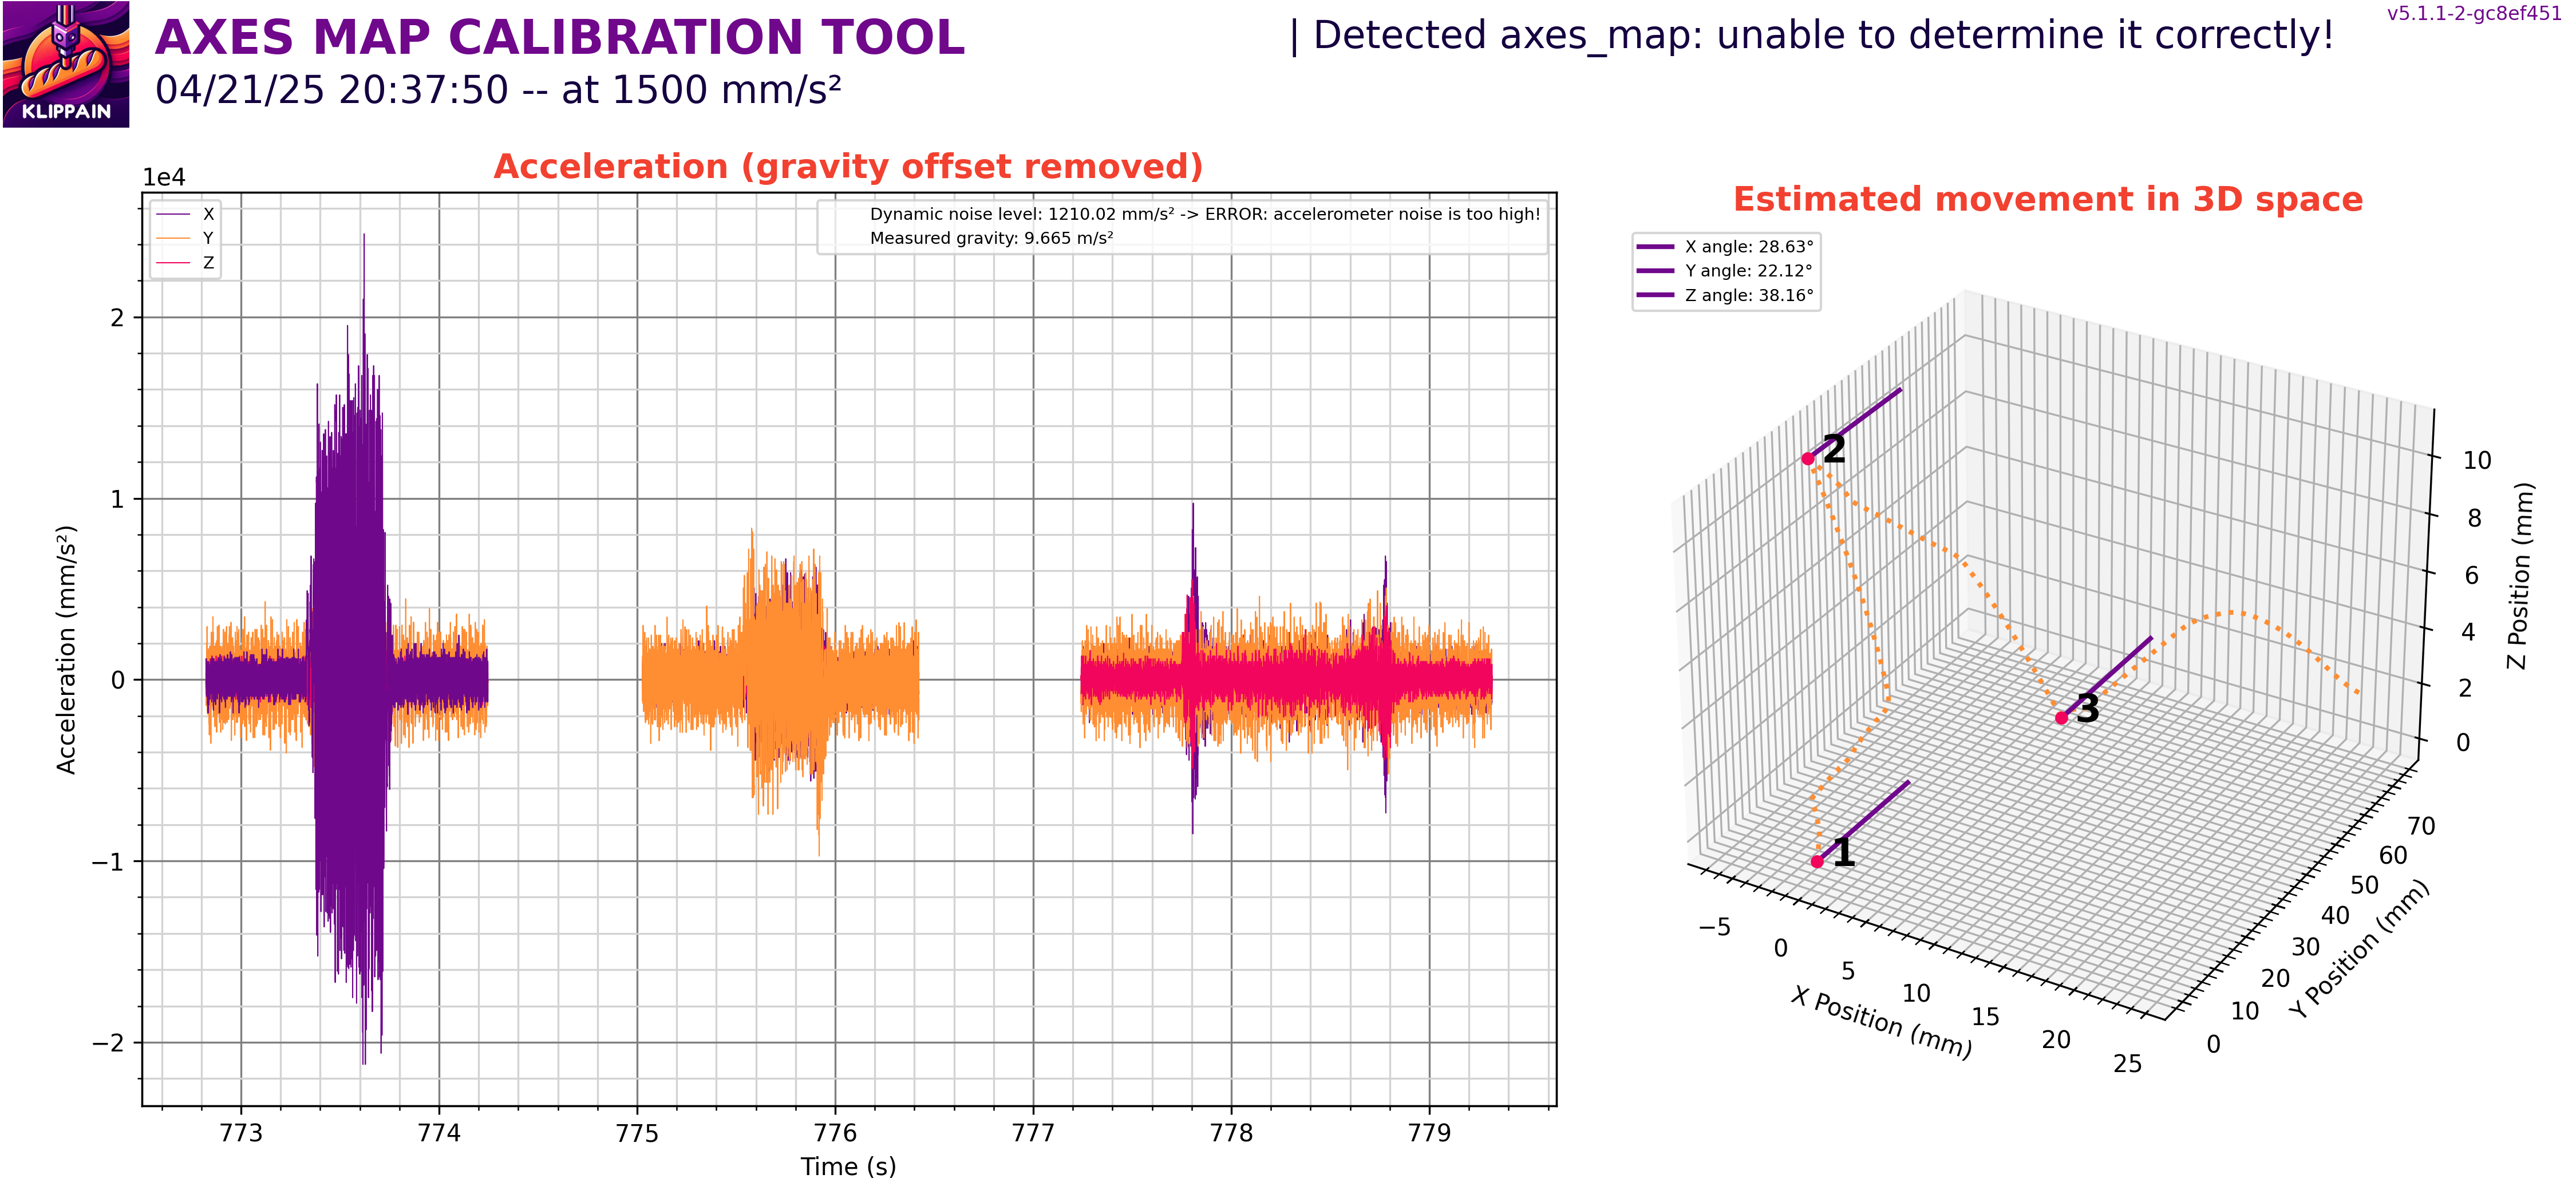 KLIPPAIN
AXES MAP CALIBRATION TOOL
04/21/25 20:37:50 -- at 1500 mm/s²
| Detected axes_map: unable to determine it correctly!
v5.1.1-2-gc8ef451
Acceleration (gravity offset removed)
1e4
X
Y
Z
Dynamic noise level: 1210.02 mm/s² -> ERROR: accelerometer noise is too high!
Measured gravity: 9.665 m/s²
Acceleration (mm/s²)
2
1
0
−1
−2
773 774 775 776 777 778 779
Time (s)
Estimated movement in 3D space
X angle: 28.63°
Y angle: 22.12°
Z angle: 38.16°
2
3
1
10
8
6
4
2
0
Z Position (mm)
70
60
50
40
30
20
10
0
Y Position (mm)
−5
0
5
10
15
20
25
X Position (mm)